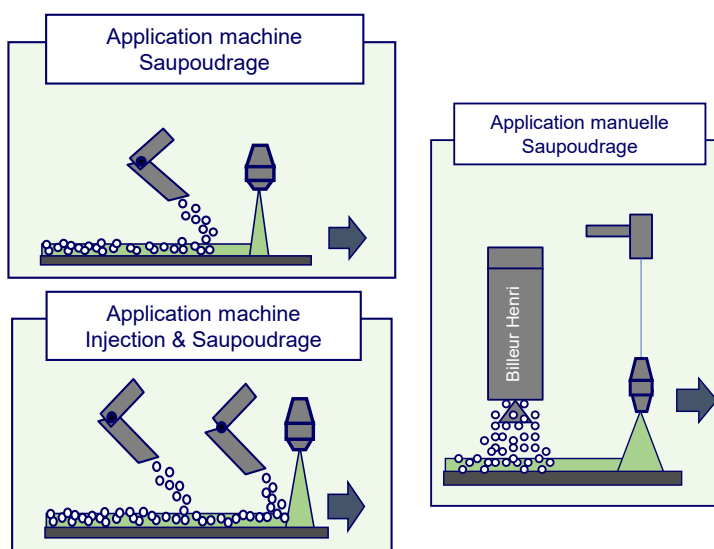 Application machine
Saupoudrage
Application machine
Injection & Saupoudrage
Application manuelle
Saupoudrage
Billeur Henri